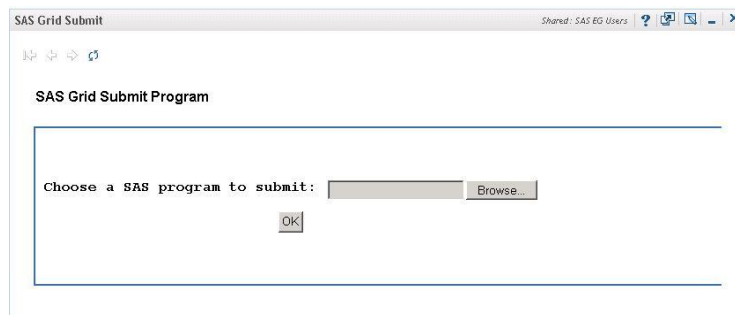 SAS Grid Submit Shared: SAS EG Users ?
SAS Grid Submit Program
Choose a SAS program to submit: Browse...
OK